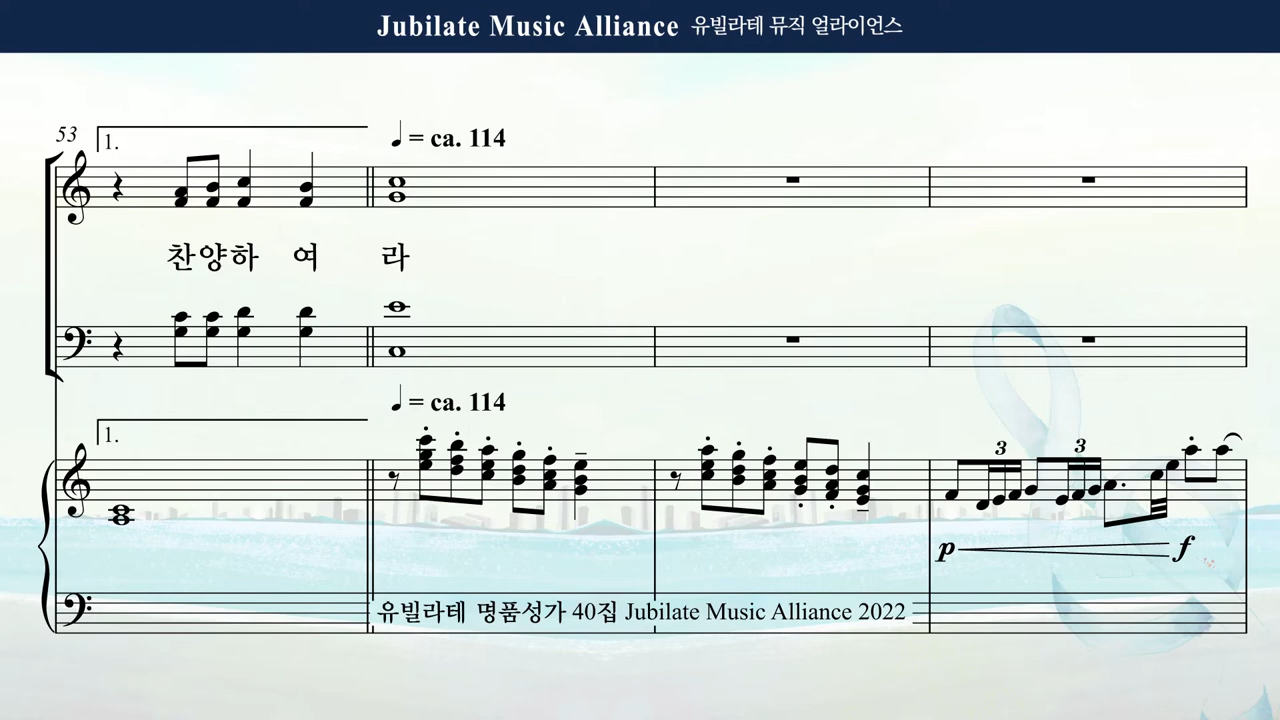 Jubilate Music Alliance 유빌라테 뮤직 얼라이언스
53
1.
♩ = ca. 114
찬양하 여 라
♩ = ca. 114
1.
3 3
p f
유빌라테 명품성가 40집 Jubilate Music Alliance 2022